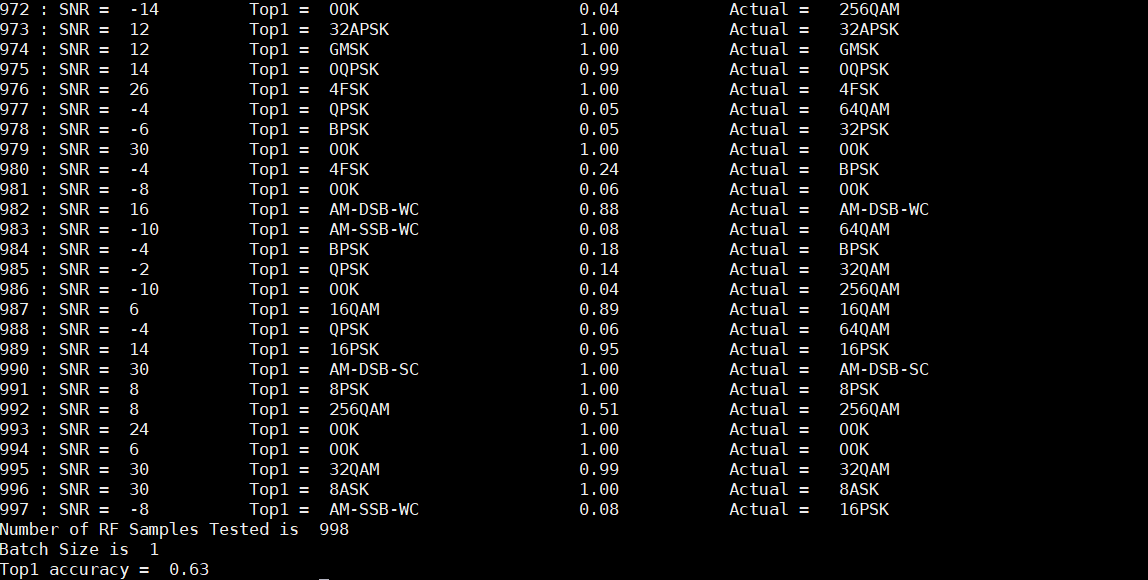 972 : SNR =  -14         Top1 =  OOK                      0.04           Actual =   256QAM
973 : SNR =  12          Top1 =  32APSK                   1.00           Actual =   32APSK
974 : SNR =  12          Top1 =  GMSK                     1.00           Actual =   GMSK
975 : SNR =  14          Top1 =  OQPSK                    0.99           Actual =   OQPSK
976 : SNR =  26          Top1 =  4FSK                     1.00           Actual =   4FSK
977 : SNR =  -4          Top1 =  QPSK                     0.05           Actual =   64QAM
978 : SNR =  -6          Top1 =  BPSK                     0.05           Actual =   32PSK
979 : SNR =  30          Top1 =  OOK                      1.00           Actual =   OOK
980 : SNR =  -4          Top1 =  4FSK                     0.24           Actual =   BPSK
981 : SNR =  -8          Top1 =  OOK                      0.06           Actual =   OOK
982 : SNR =  16          Top1 =  AM-DSB-WC                0.88           Actual =   AM-DSB-WC
983 : SNR =  -10         Top1 =  AM-SSB-WC                0.08           Actual =   64QAM
984 : SNR =  -4          Top1 =  BPSK                     0.18           Actual =   BPSK
985 : SNR =  -2          Top1 =  QPSK                     0.14           Actual =   32QAM
986 : SNR =  -10         Top1 =  OOK                      0.04           Actual =   256QAM
987 : SNR =  6           Top1 =  16QAM                    0.89           Actual =   16QAM
988 : SNR =  -4          Top1 =  QPSK                     0.06           Actual =   64QAM
989 : SNR =  14          Top1 =  16PSK                    0.95           Actual =   16PSK
990 : SNR =  30          Top1 =  AM-DSB-SC                1.00           Actual =   AM-DSB-SC
991 : SNR =  8           Top1 =  8PSK                     1.00           Actual =   8PSK
992 : SNR =  8           Top1 =  256QAM                   0.51           Actual =   256QAM
993 : SNR =  24          Top1 =  OOK                      1.00           Actual =   OOK
994 : SNR =  6           Top1 =  OOK                      1.00           Actual =   OOK
995 : SNR =  30          Top1 =  32QAM                    0.99           Actual =   32QAM
996 : SNR =  30          Top1 =  8ASK                     1.00           Actual =   8ASK
997 : SNR =  -8          Top1 =  AM-SSB-WC                0.08           Actual =   16PSK
Number of RF Samples Tested is  998
Batch Size is  1
Top1 accuracy =  0.63